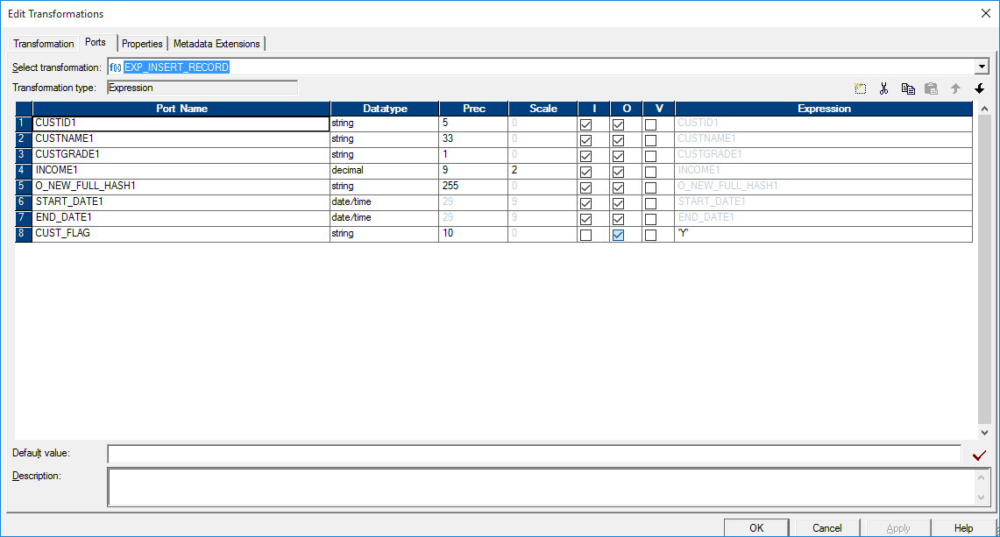 Edit Transformations
Transformation Ports Properties Metadata Extensions
Select transformation: f(x) EXP_INSERT_RECORD
Transformation type: Expression
Port Name Datatype Prec Scale I O V Expression
1 CUSTID1 string 5 0 CUSTID1
2 CUSTNAME1 string 33 0 CUSTNAME1
3 CUSTGRADE1 string 1 0 CUSTGRADE1
4 INCOME1 decimal 9 2 INCOME1
5 O_NEW_FULL_HASH1 string 255 0 O_NEW_FULL_HASH1
6 START_DATE1 date/time 29 9 START_DATE1
7 END_DATE1 date/time 29 9 END_DATE1
8 CUST_FLAG string 10 0 'Y'
Default value:
Description:
OK Cancel Apply Help